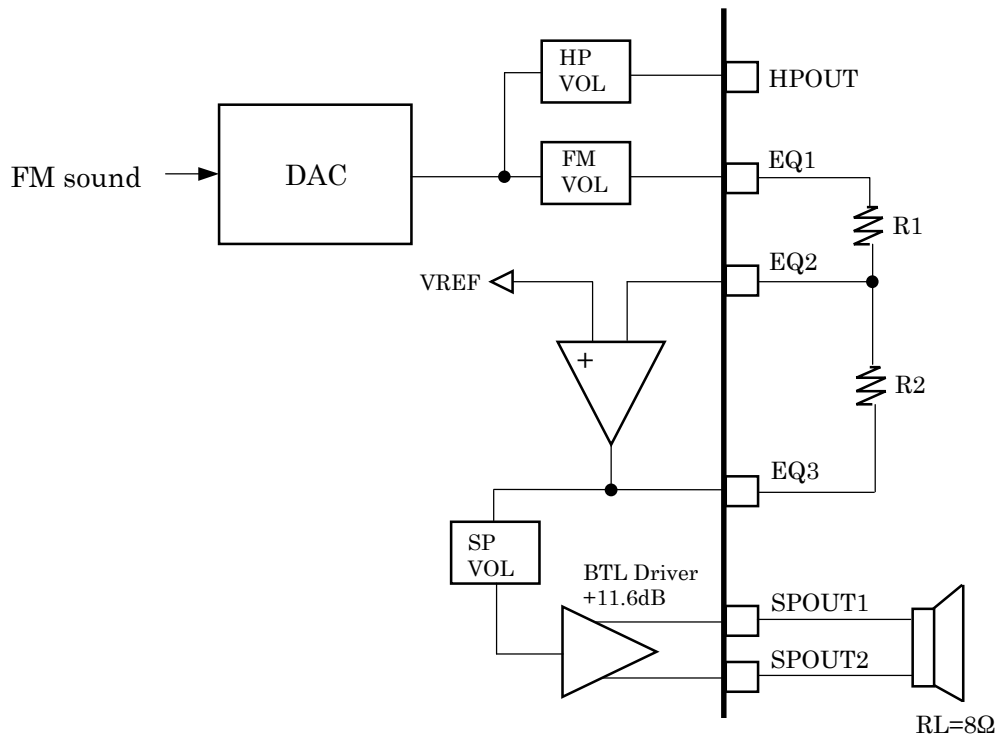 HP
VOL
HPOUT
FM sound
DAC
FM
VOL
EQ1
R1
VREF
EQ2
+
R2
EQ3
SP
VOL
BTL Driver
+11.6dB
SPOUT1
SPOUT2
RL=8Ω